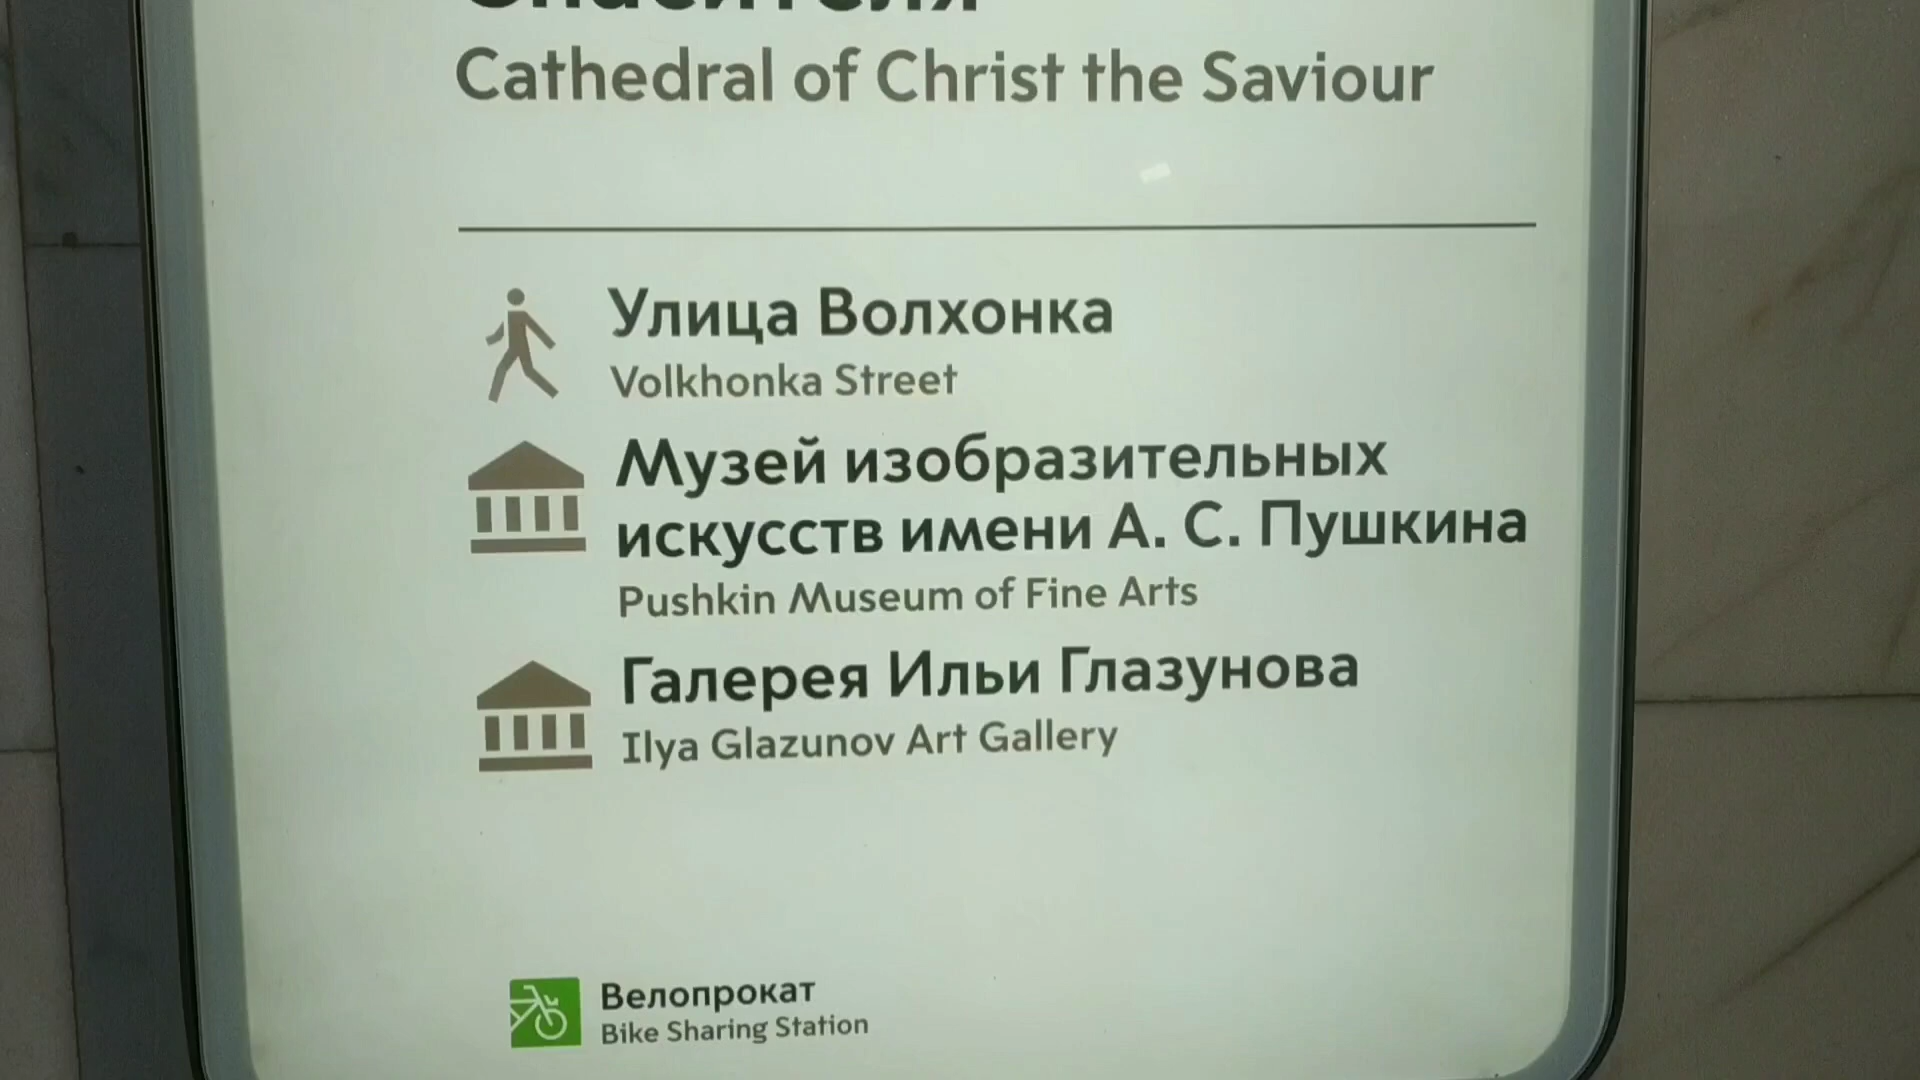 Спасителя
Cathedral of Christ the Saviour
Улица Волхонка
Volkhonka Street
Музей изобразительных
искусств имени А. С. Пушкина
Pushkin Museum of Fine Arts
Галерея Ильи Глазунова
Ilya Glazunov Art Gallery
Велопрокат
Bike Sharing Station